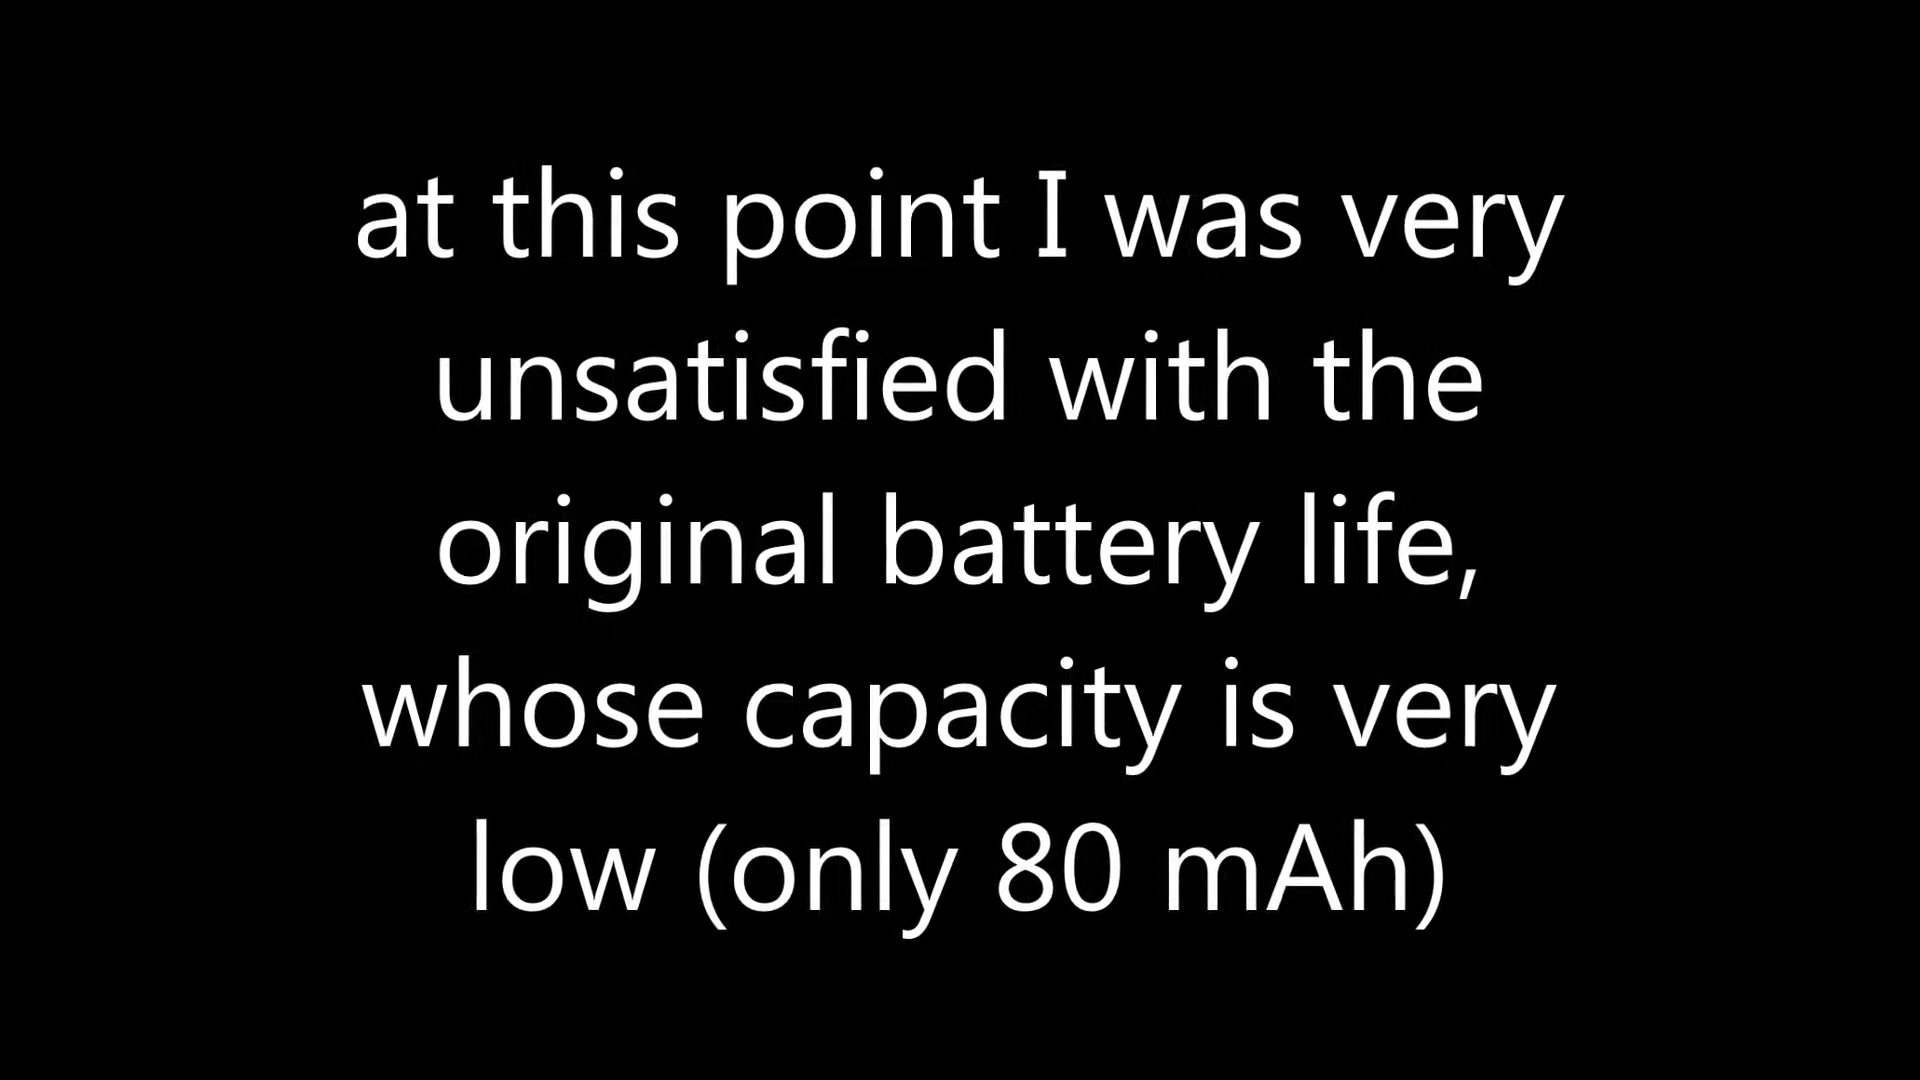 at this point I was very
unsatisfied with the
original battery life,
whose capacity is very
low (only 80 mAh)